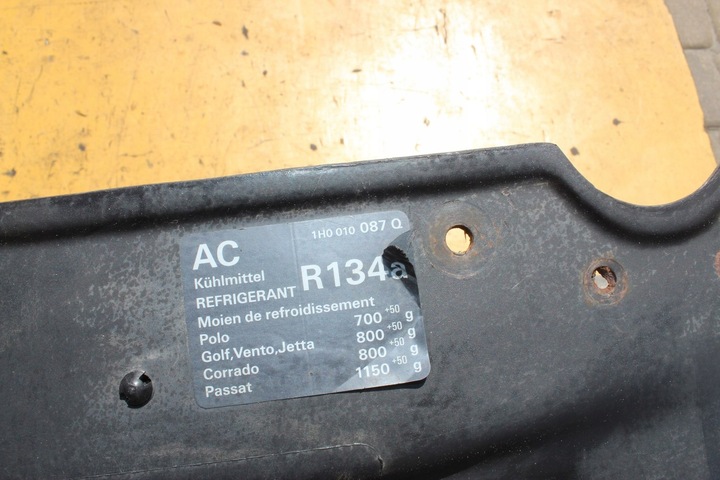 AC 1H0 010 087 Q
Kühlmittel
REFRIGERANT R134a
Moien de refroidissement
Polo 700 +50 g
Golf,Vento,Jetta 800 +50 g
Corrado 800 +50 g
Passat 1150 +50 g